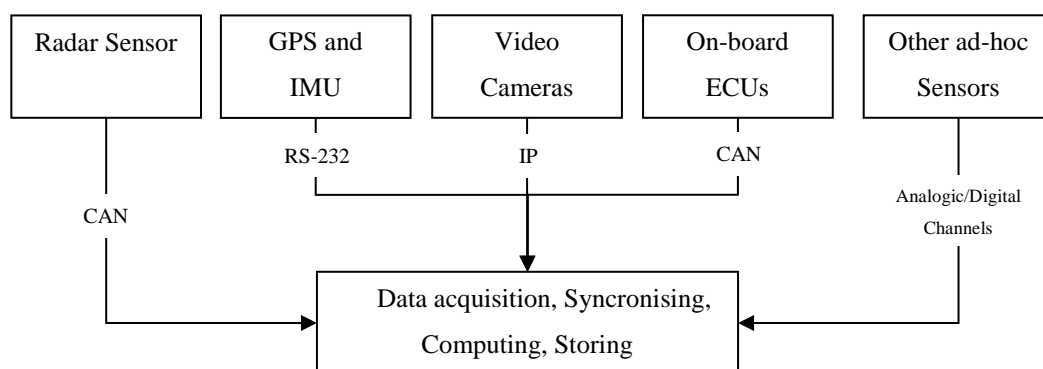 Radar Sensor
GPS and
IMU
Video
Cameras
On-board
ECUs
Other ad-hoc
Sensors
RS-232
IP
CAN
CAN
Analogic/Digital
Channels
Data acquisition, Syncronising,
Computing, Storing